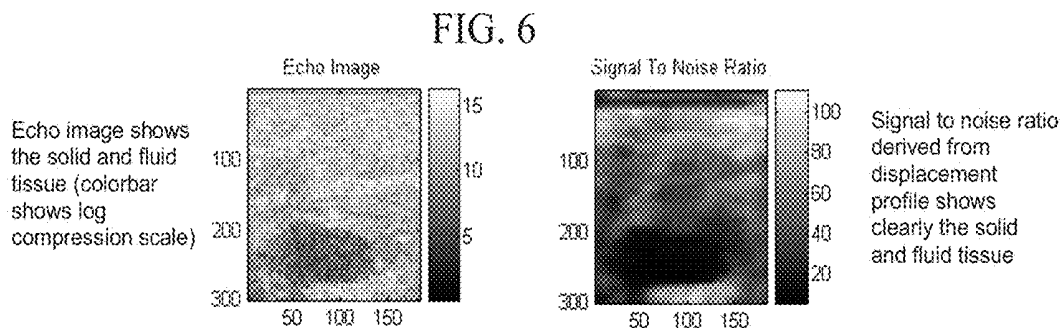 FIG. 6
Echo Image
Signal To Noise Ratio
Echo image shows
the solid and fluid
tissue (colorbar
shows log
compression scale)
100
200
300
50 100 150
15
10
5
100
200
300
50 100 150
100
80
60
40
20
Signal to noise ratio
derived from
displacement
profile shows
clearly the solid
and fluid tissue